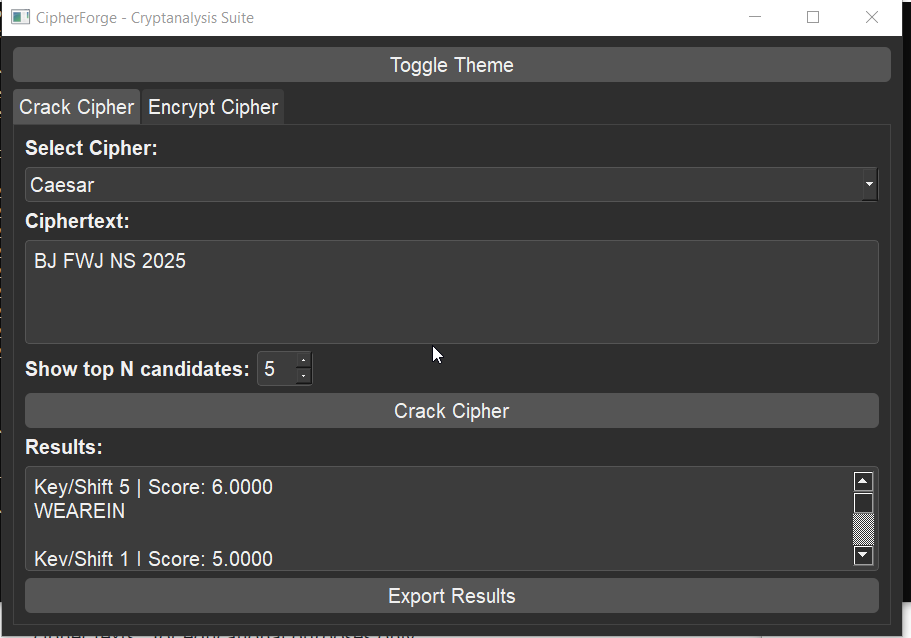 CipherForge - Cryptanalysis Suite
Toggle Theme
Crack Cipher Encrypt Cipher
Select Cipher:
Caesar
Ciphertext:
BJ FWJ NS 2025
Show top N candidates: 5
Crack Cipher
Results:
Key/Shift 5 | Score: 6.0000
WEAREIN
Key/Shift 1 | Score: 5.0000
Export Results